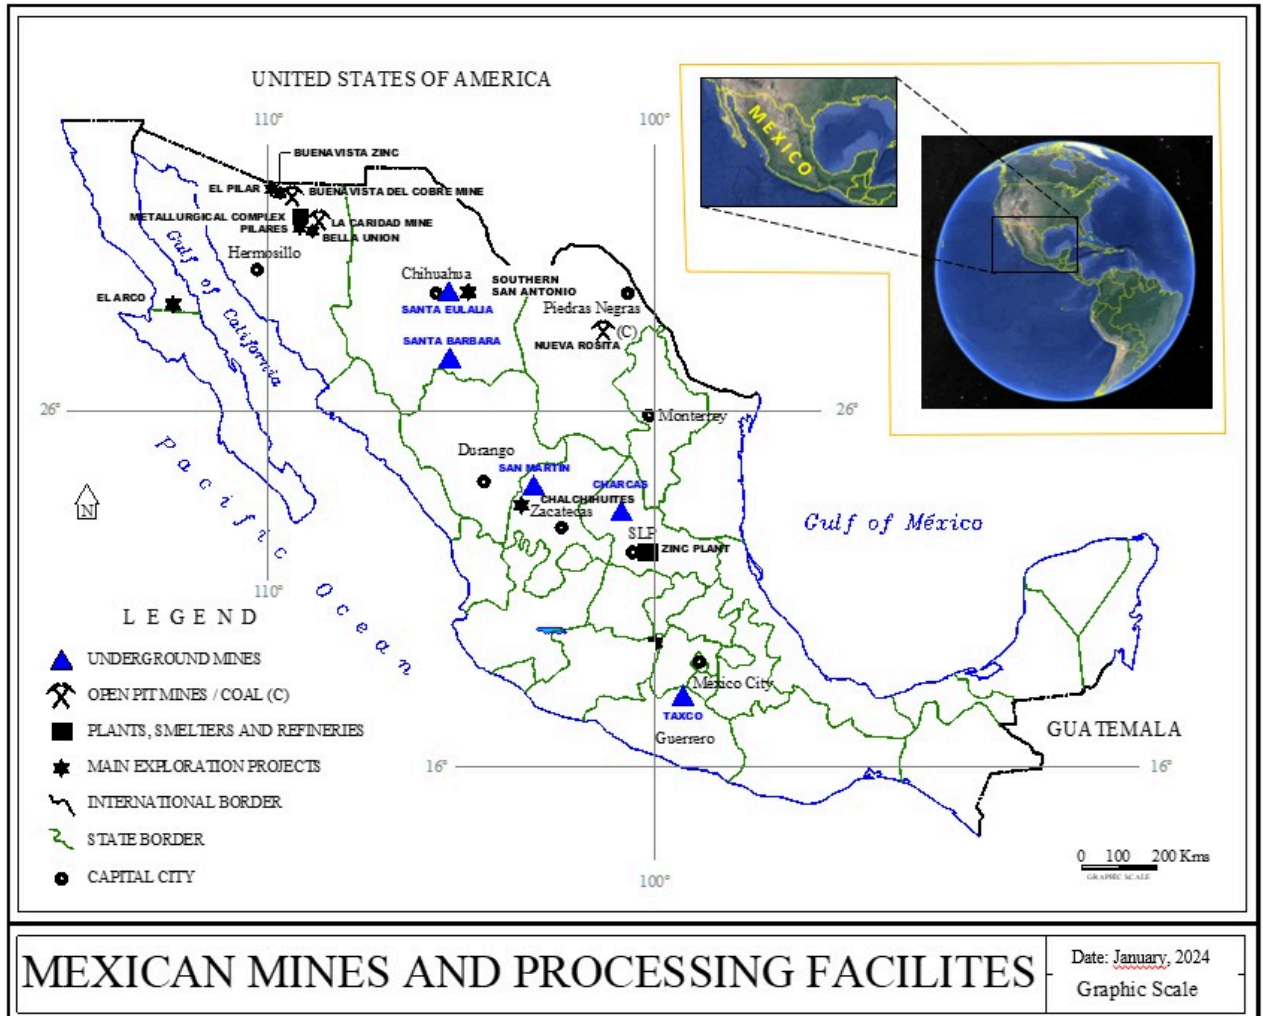 UNITED STATES OF AMERICA
110°
100°
MEXICO
BUENAVISTA ZINC
EL PILAR
BUENAVISTA DEL COBRE MINE
METALLURGICAL COMPLEX
LA CARIDAD MINE
PILARES
BELLA UNION
Hermosillo
Gulf of California
Chihuahua
SOUTHERN
SAN ANTONIO
EL ARCO
SANTA EULALIA
Piedras Negras
(C)
NUEVA ROSITA
SANTA BARBARA
26°
26°
Monterrey
Pacific Ocean
Durango
SAN MARTIN
CHARCAS
CHALCHIHUITES
Zacatecas
N
Gulf of México
SLP
ZINC PLANT
110°
LEGEND
UNDERGROUND MINES
OPEN PIT MINES / COAL (C)
PLANTS, SMELTERS AND REFINERIES
MAIN EXPLORATION PROJECTS
INTERNATIONAL BORDER
STATE BORDER
CAPITAL CITY
Mexico City
TAXCO
Guerrero
GUATEMALA
16°
16°
0 100 200 Kms
GRAPHIC SCALE
100°
MEXICAN MINES AND PROCESSING FACILITES
Date: January, 2024
Graphic Scale